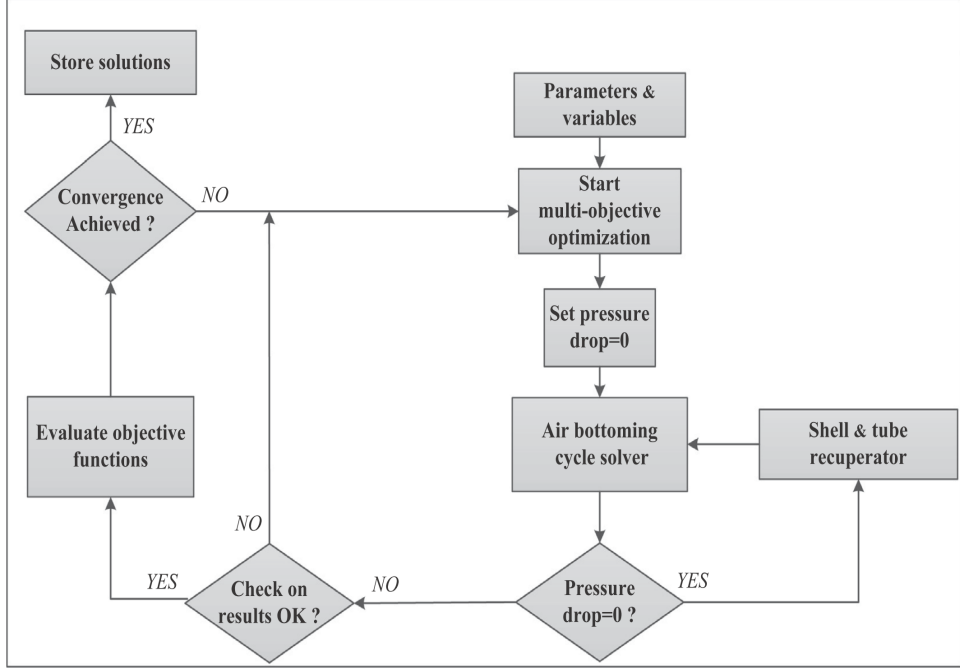 Store solutions
YES
Convergence
Achieved ?
NO
Parameters &
variables
Start
multi-objective
optimization
Set pressure
drop=0
Air bottoming
cycle solver
Shell & tube
recuperator
Evaluate objective
functions
NO
YES
Check on
results OK ?
NO
Pressure
drop=0 ?
YES